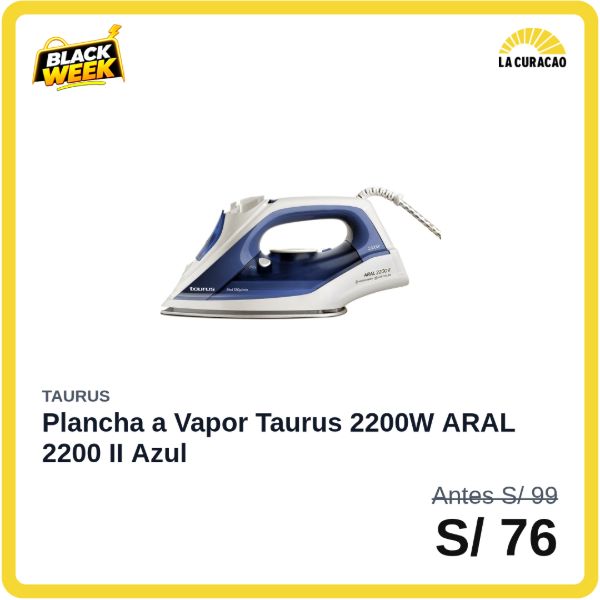 BLACK
WEEK
LA CURACAO
2200 W
ARAL 2200 II
taurus
TAURUS
Plancha a Vapor Taurus 2200W ARAL
2200 II Azul
Antes S/ 99
S/ 76